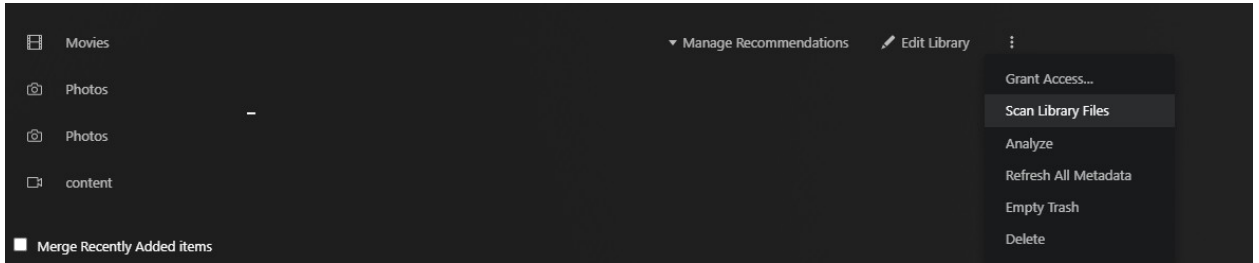 Movies
Manage Recommendations
Edit Library
Grant Access...
Photos
Scan Library Files
Photos
Analyze
Refresh All Metadata
content
Empty Trash
Delete
Merge Recently Added items